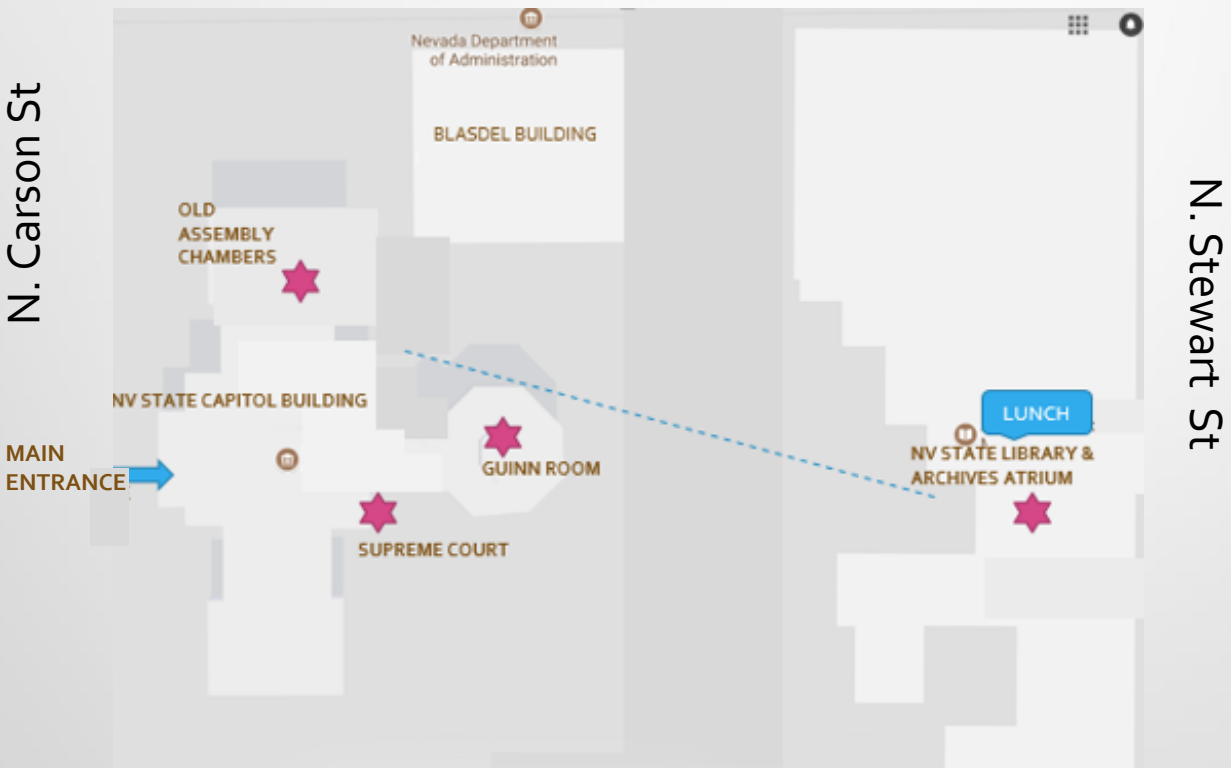 Nevada Department
of Administration
BLASDEL BUILDING
N. Carson St
OLD
ASSEMBLY
CHAMBERS
N. Stewart St
NV STATE CAPITOL BUILDING
LUNCH
MAIN
ENTRANCE
GUINN ROOM
NV STATE LIBRARY &
ARCHIVES ATRIUM
SUPREME COURT